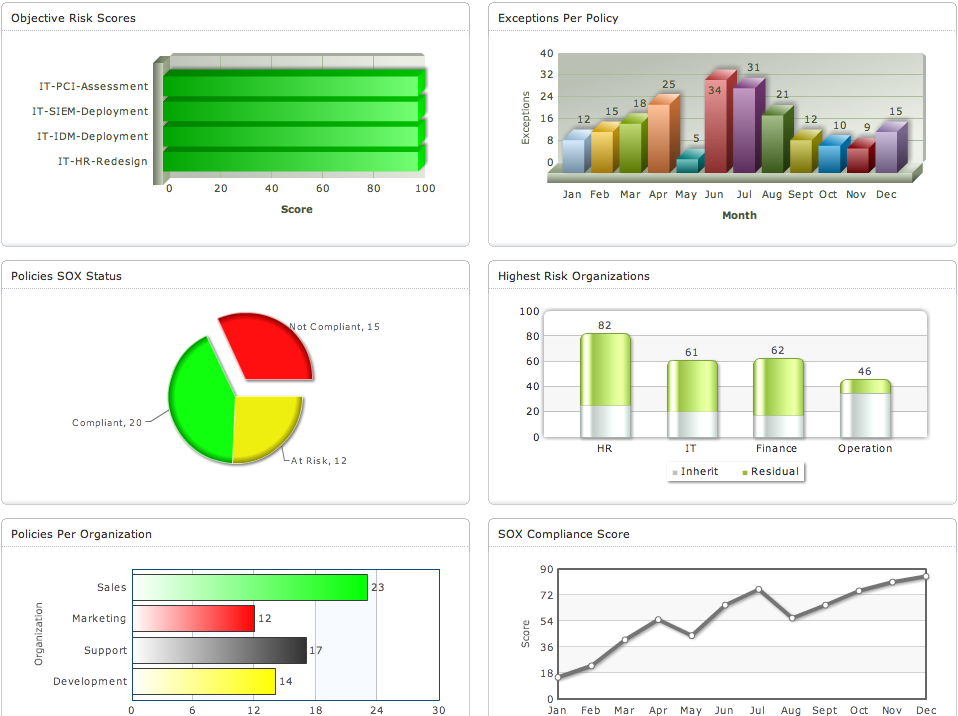 Objective Risk Scores
IT-PCI-Assessment
IT-SIEM-Deployment
IT-IDM-Deployment
IT-HR-Redesign
0 20 40 60 80 100
Score
Exceptions Per Policy
Exceptions
40
32
24
16
8
0
12 15 18 25 5 34 31 21 12 10 9 15
Jan Feb Mar Apr May Jun Jul Aug Sept Oct Nov Dec
Month
Policies SOX Status
Not Compliant, 15
Compliant, 20
At Risk, 12
Highest Risk Organizations
100
80
60
40
20
0
82 61 62 46
HR IT Finance Operation
Inherit Residual
Policies Per Organization
Organization
Sales 23
Marketing 12
Support 17
Development 14
0 6 12 18 24 30
SOX Compliance Score
Score
90
72
54
36
18
0
Jan Feb Mar Apr May Jun Jul Aug Sept Oct Nov Dec